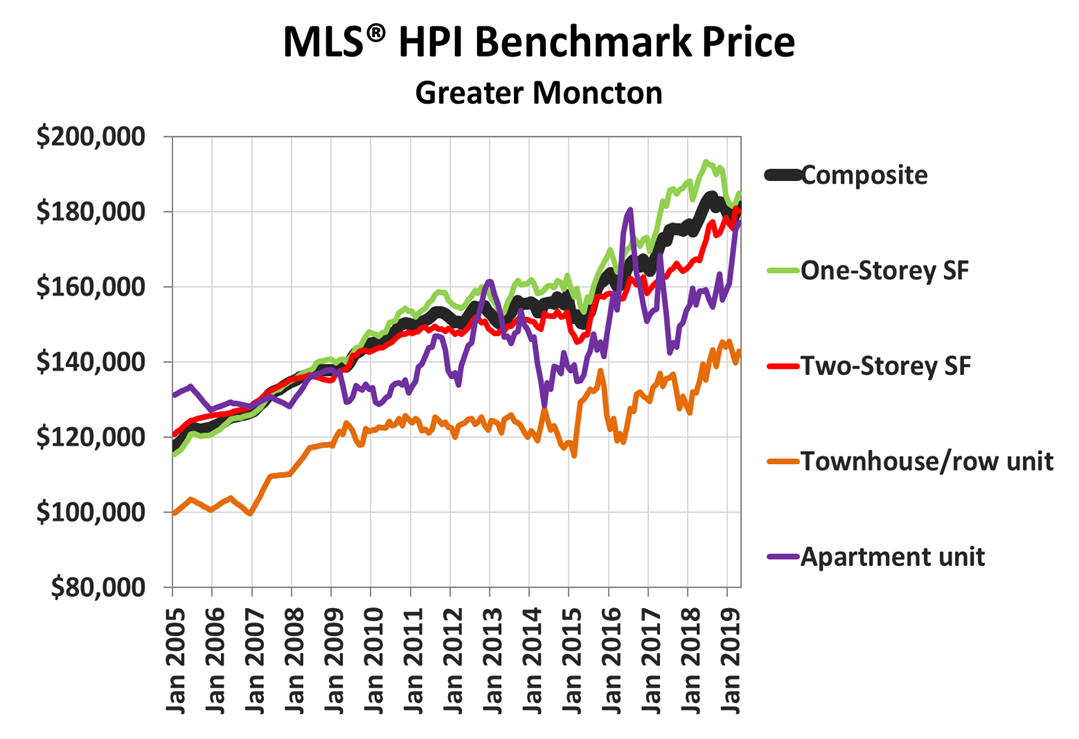 MLS® HPI Benchmark Price
Greater Moncton
$200,000
$180,000
$160,000
$140,000
$120,000
$100,000
$80,000
Jan 2005
Jan 2006
Jan 2007
Jan 2008
Jan 2009
Jan 2010
Jan 2011
Jan 2012
Jan 2013
Jan 2014
Jan 2015
Jan 2016
Jan 2017
Jan 2018
Jan 2019
Composite
One-Storey SF
Two-Storey SF
Townhouse/row unit
Apartment unit